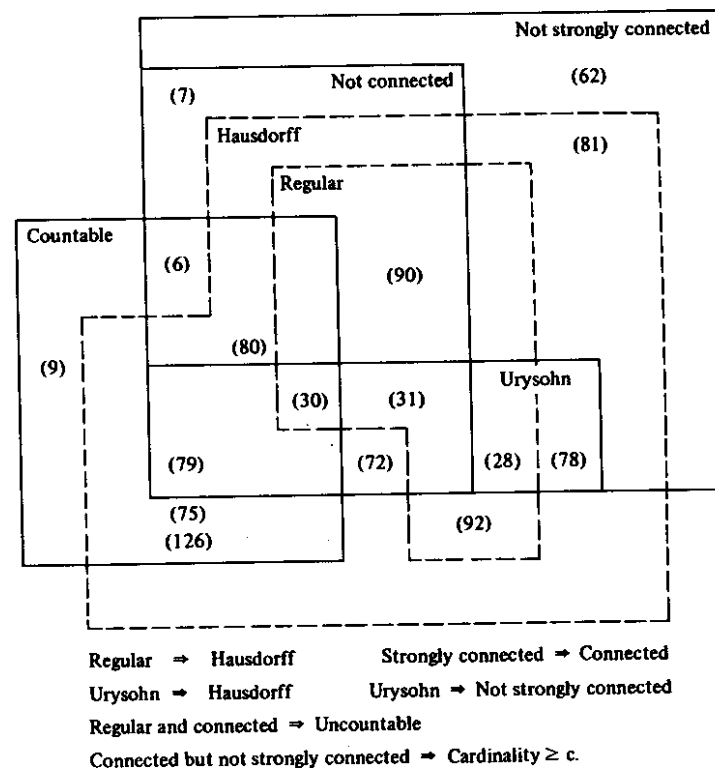 Not strongly connected
(62)
(7)
Not connected
Hausdorff
(81)
Regular
Countable
(6)
(90)
(9)
(80)
Urysohn
(30)
(31)
(79)
(72)
(28)
(78)
(75)
(92)
(126)
Regular ⇒ Hausdorff Strongly connected ⇒ Connected
Urysohn ⇒ Hausdorff Urysohn ⇒ Not strongly connected
Regular and connected ⇒ Uncountable
Connected but not strongly connected ⇒ Cardinality ≥ c.